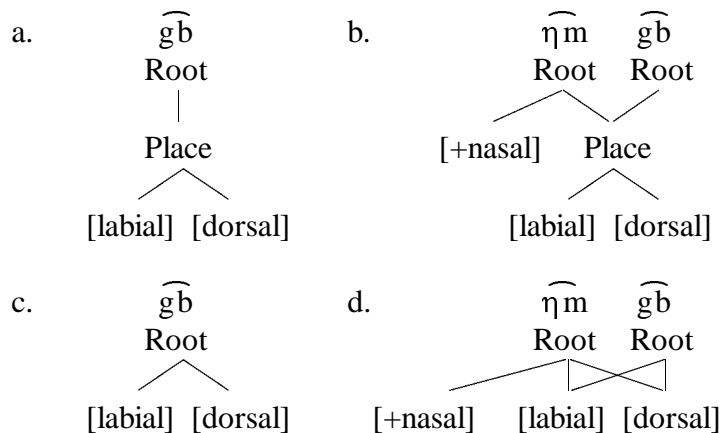 a. g͡b b. η͡m g͡b
Root Root Root
Place [+nasal] Place
[labial] [dorsal] [labial] [dorsal]
c. g͡b d. η͡m g͡b
Root Root Root
[labial] [dorsal] [+nasal] [labial] [dorsal]